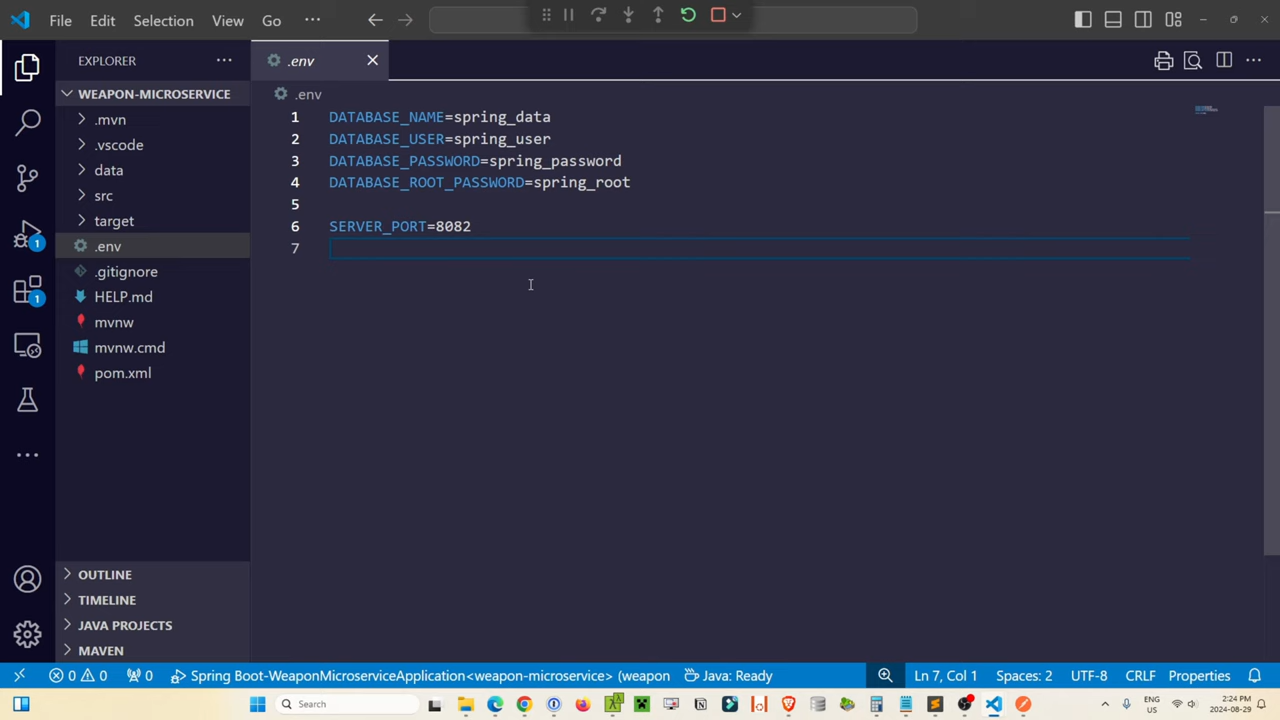 File Edit Selection View Go ...
EXPLORER ...
.env
WEAPON-MICROSERVICE
.mvn
.vscode
data
src
target
.env
.gitignore
HELP.md
mvnw
mvnw.cmd
pom.xml
OUTLINE
TIMELINE
JAVA PROJECTS
MAVEN
1
1
.env
1 DATABASE_NAME=spring_data
2 DATABASE_USER=spring_user
3 DATABASE_PASSWORD=spring_password
4 DATABASE_ROOT_PASSWORD=spring_root
5
6 SERVER_PORT=8082
7
0 0 0 Spring Boot-WeaponMicroserviceApplication<weapon-microservice> (weapon Java: Ready Ln 7, Col 1 Spaces: 2 UTF-8 CRLF Properties
Search
ENG
US
2:24 PM
2024-08-29